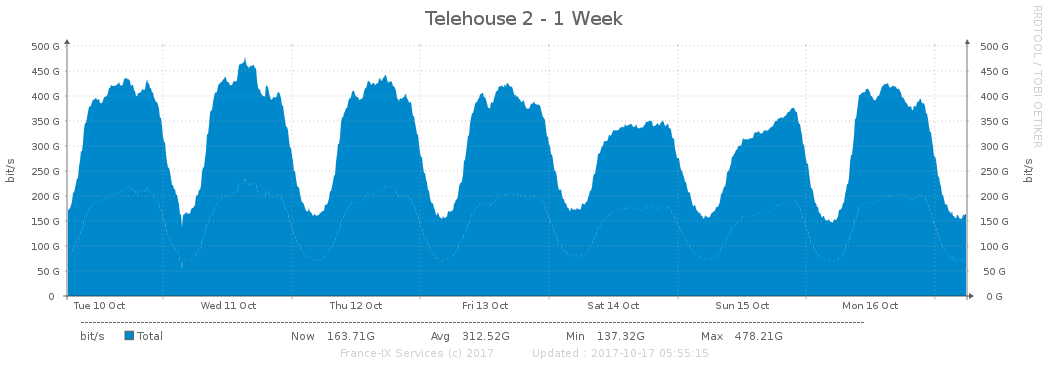 Telehouse 2 - 1 Week
RRDTOOL / TOBI OETIKER
500 G 500 G
450 G 450 G
400 G 400 G
350 G 350 G
300 G 300 G
250 G 250 G
200 G 200 G
150 G 150 G
100 G 100 G
50 G 50 G
0 0 G
bit/s bit/s
Tue 10 Oct Wed 11 Oct Thu 12 Oct Fri 13 Oct Sat 14 Oct Sun 15 Oct Mon 16 Oct
bit/s Total Now 163.71G Avg 312.52G Min 137.32G Max 478.21G
France-IX Services (c) 2017 Updated : 2017-10-17 05:55:15